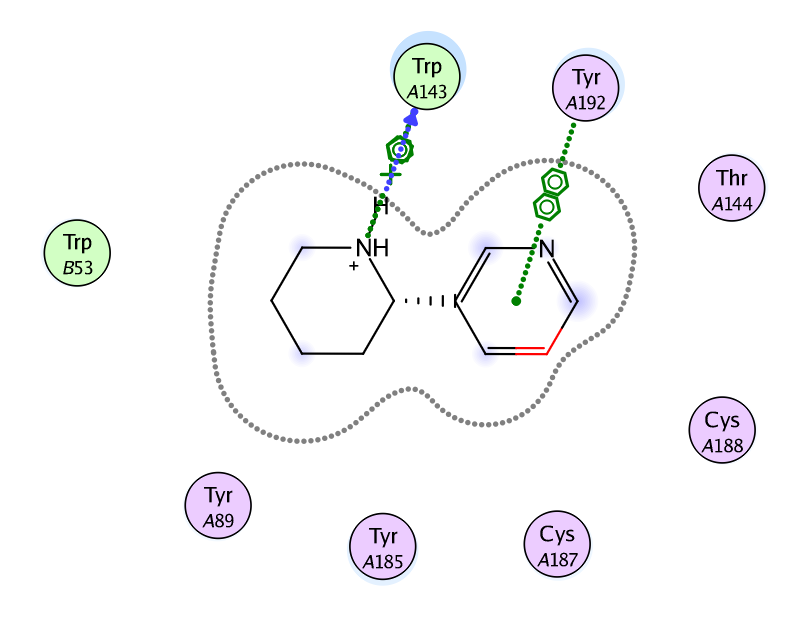 Trp
A143
Tyr
A192
Thr
A144
H
Trp
B53
NH
+
N
Cys
A188
Tyr
A89
Tyr
A185
Cys
A187